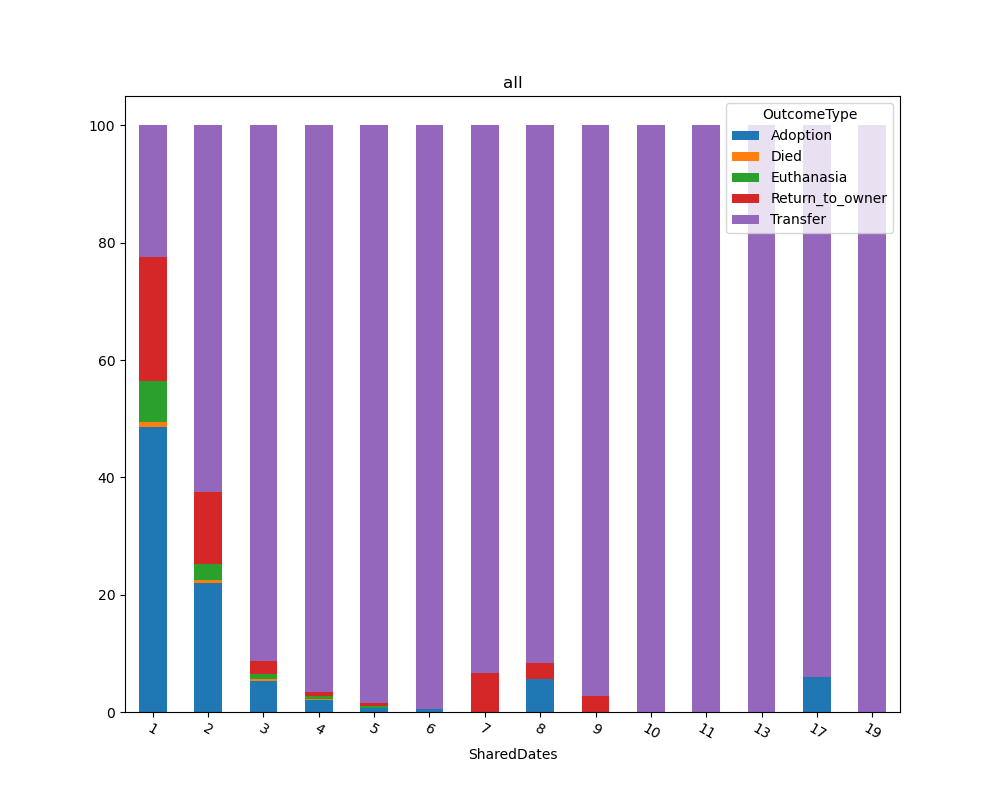 all
OutcomeType
Adoption
Died
Euthanasia
Return_to_owner
Transfer
100
80
60
40
20
0
1 2 3 4 5 6 7 8 9 10 11 13 17 19
SharedDates